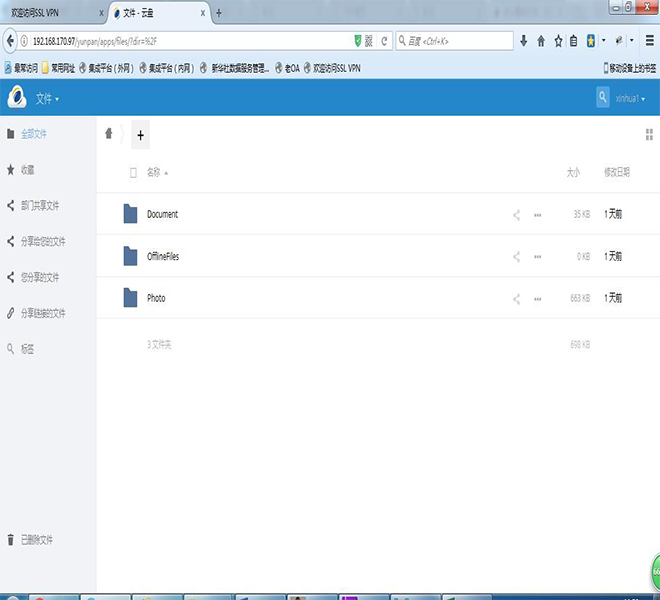 欢迎访问SSL VPN × 文件 - 云盘 × +
192.168.170.97/yunpan/apps/files/?dir=%2F 百度 <Ctrl+K>
最常访问 常用网址 集成平台（外网） 集成平台（内网） 新华社数据服务管理... 老OA 欢迎访问SSL VPN 移动设备上的书签
文件 xinhua1
全部文件 +
收藏 名称 大小 修改日期
部门共享文件 Document 35 KB 1 天前
分享给您的文件 OfflineFiles 0 KB 1 天前
您分享的文件 Photo 663 KB 1 天前
分享链接的文件
标签 3 文件夹 698 KB
已删除文件